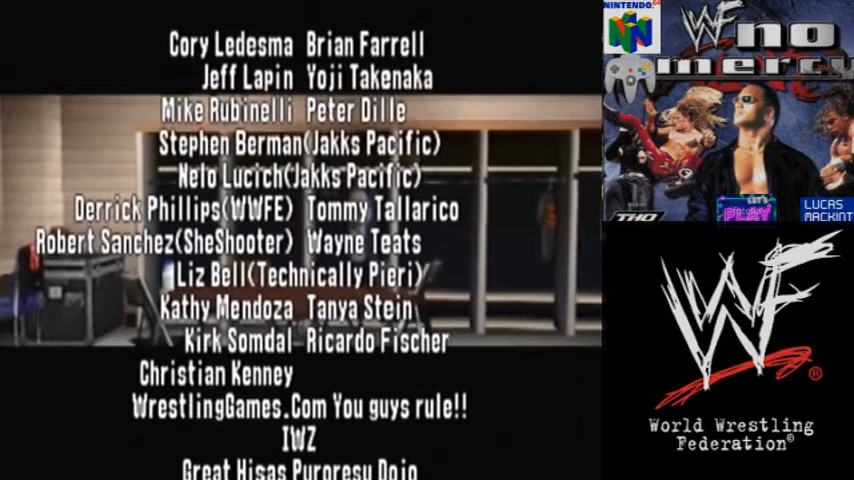 Cory Ledesma Brian Farrell
Jeff Lapin Yoji Takenaka
Mike Rubinelli Peter Dille
Stephen Berman(Jakks Pacific)
Nelo Lucich(Jakks Pacific)
Derrick Phillips(WWFE) Tommy Tallarico
Robert Sanchez(SheShooter) Wayne Teats
Liz Bell(Technically Pieri)
Kathy Mendoza Tanya Stein
Kirk Somdal Ricardo Fischer
Christian Kenney
WrestlingGames.Com You guys rule!!
IWZ
Great Hisas Puroresu Dojo
NINTENDO 64
WF no
mercy
THQ
PLAY
LUCAS
MACKINT
WF
®
World Wrestling
Federation®